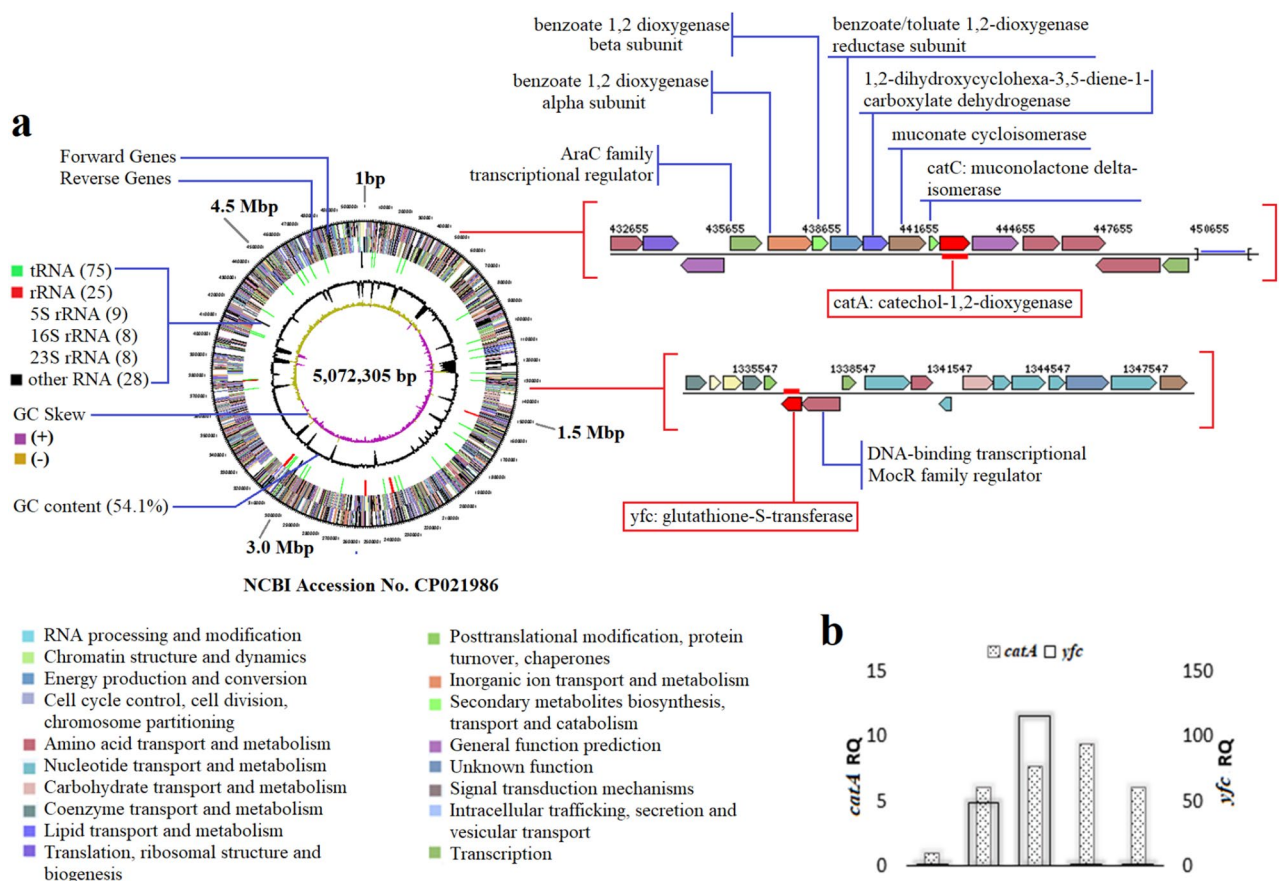 a
benzoate 1,2 dioxygenase
beta subunit
benzoate/toluate 1,2-dioxygenase
reductase subunit
benzoate 1,2 dioxygenase
alpha subunit
1,2-dihydroxycyclohexa-3,5-diene-1-
carboxylate dehydrogenase
AraC family
transcriptional regulator
muconate cycloisomerase
catC: muconolactone delta-
isomerase
Forward Genes
Reverse Genes
1bp
4.5 Mbp
432655 435655 438655 441655 444655 447655 450655
catA: catechol-1,2-dioxygenase
tRNA (75)
rRNA (25)
5S rRNA (9)
16S rRNA (8)
23S rRNA (8)
other RNA (28)
5,072,305 bp
GC Skew
(+)
(-)
GC content (54.1%)
1.5 Mbp
3.0 Mbp
1335547 1338547 1341547 1344547 1347547
DNA-binding transcriptional
MocR family regulator
yfc: glutathione-S-transferase
NCBI Accession No. CP021986
RNA processing and modification
Chromatin structure and dynamics
Energy production and conversion
Cell cycle control, cell division,
chromosome partitioning
Amino acid transport and metabolism
Nucleotide transport and metabolism
Carbohydrate transport and metabolism
Coenzyme transport and metabolism
Lipid transport and metabolism
Translation, ribosomal structure and
biogenesis
Posttranslational modification, protein
turnover, chaperones
Inorganic ion transport and metabolism
Secondary metabolites biosynthesis,
transport and catabolism
General function prediction
Unknown function
Signal transduction mechanisms
Intracellular trafficking, secretion and
vesicular transport
Transcription
b
catA yfc
15
10
5
0
catA RQ
150
100
50
0
yfc RQ